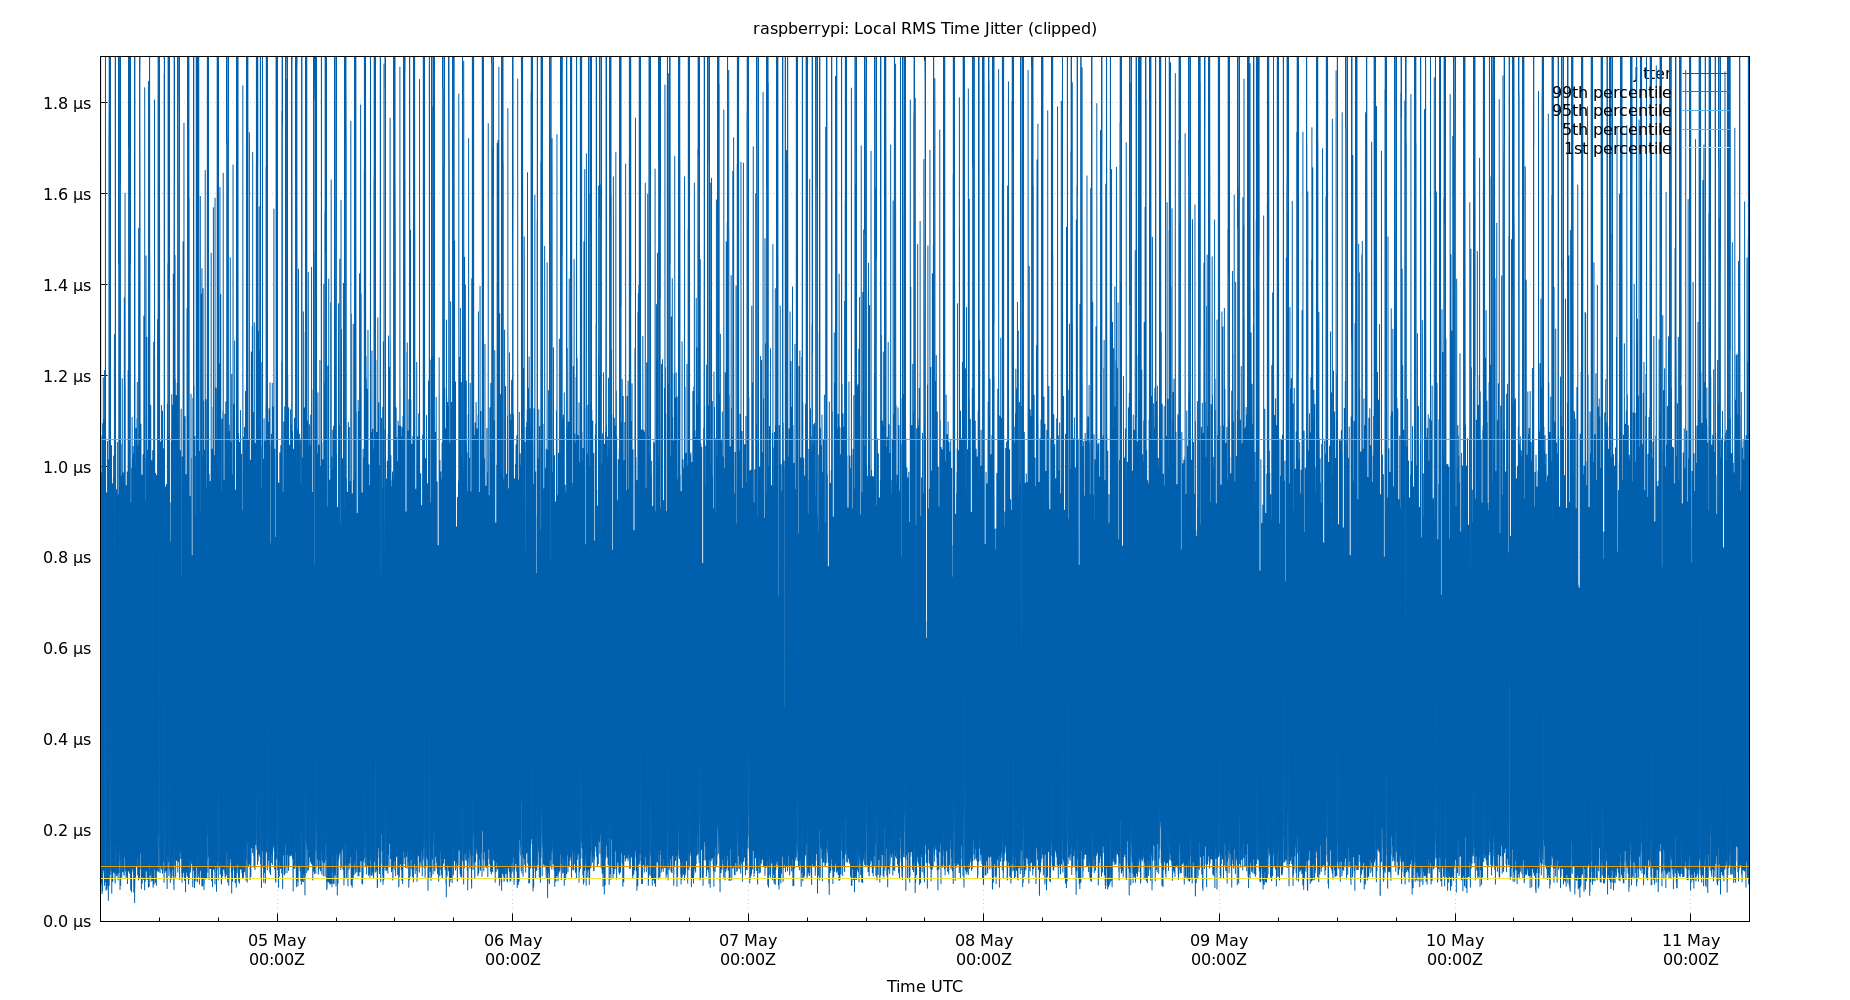 raspberrypi: Local RMS Time Jitter (clipped)
jitter
99th percentile
95th percentile
5th percentile
1st percentile
1.8 µs
1.6 µs
1.4 µs
1.2 µs
1.0 µs
0.8 µs
0.6 µs
0.4 µs
0.2 µs
0.0 µs
05 May 06 May 07 May 08 May 09 May 10 May 11 May
00:00Z 00:00Z 00:00Z 00:00Z 00:00Z 00:00Z 00:00Z
Time UTC